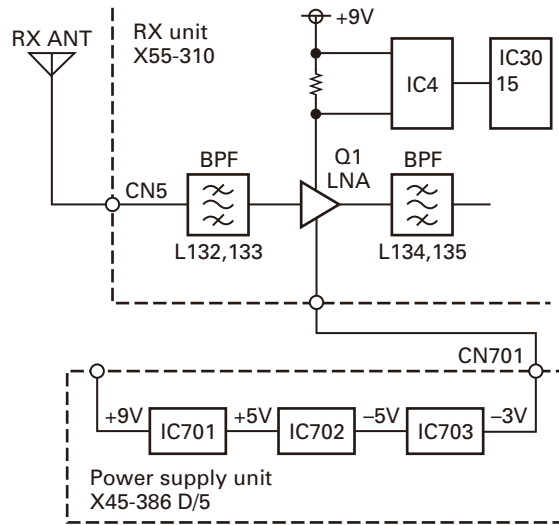 RX ANT
RX unit
X55-310
+9V
IC4
IC30
15
CN5
BPF
L132,133
Q1
LNA
BPF
L134,135
CN701
+9V
IC701
+5V
IC702
–5V
IC703
–3V
Power supply unit
X45-386 D/5